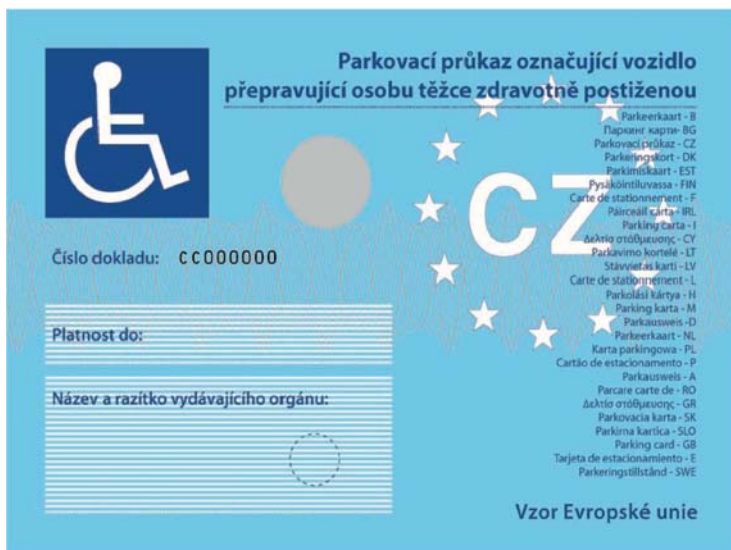 Parkovací průkaz označující vozidlo
přepravující osobu těžce zdravotně postiženou
Parkeerkaart - B
Паркинг карти- BG
Parkovací průkaz - CZ
Parkeringskort - DK
Parkimiskaart - EST
Pysäköintiluvassa - FIN
Carte de stationnement - F
Páirceáil cárta - IRL
Parking carta - I
Δελτίο στάθμευσης - CY
Parkavimo kortelė - LT
Stāvvietas karti - LV
Carte de stationnement - L
Parkolási kártya - H
Parking karta - M
Parkausweis -D
Parkeerkaart - NL
Karta parkingowa - PL
Cartão de estacionamento - P
Parkausweis - A
Parcare carte de - RO
Δελτίο στάθμευσης - GR
Parkovacia karta - SK
Parkirna kartica - SLO
Parking card - GB
Tarjeta de estacionamiento - E
Parkeringstillstånd - SWE
CZ
Číslo dokladu: CC000000
Platnost do:
Název a razítko vydávajícího orgánu:
Vzor Evropské unie